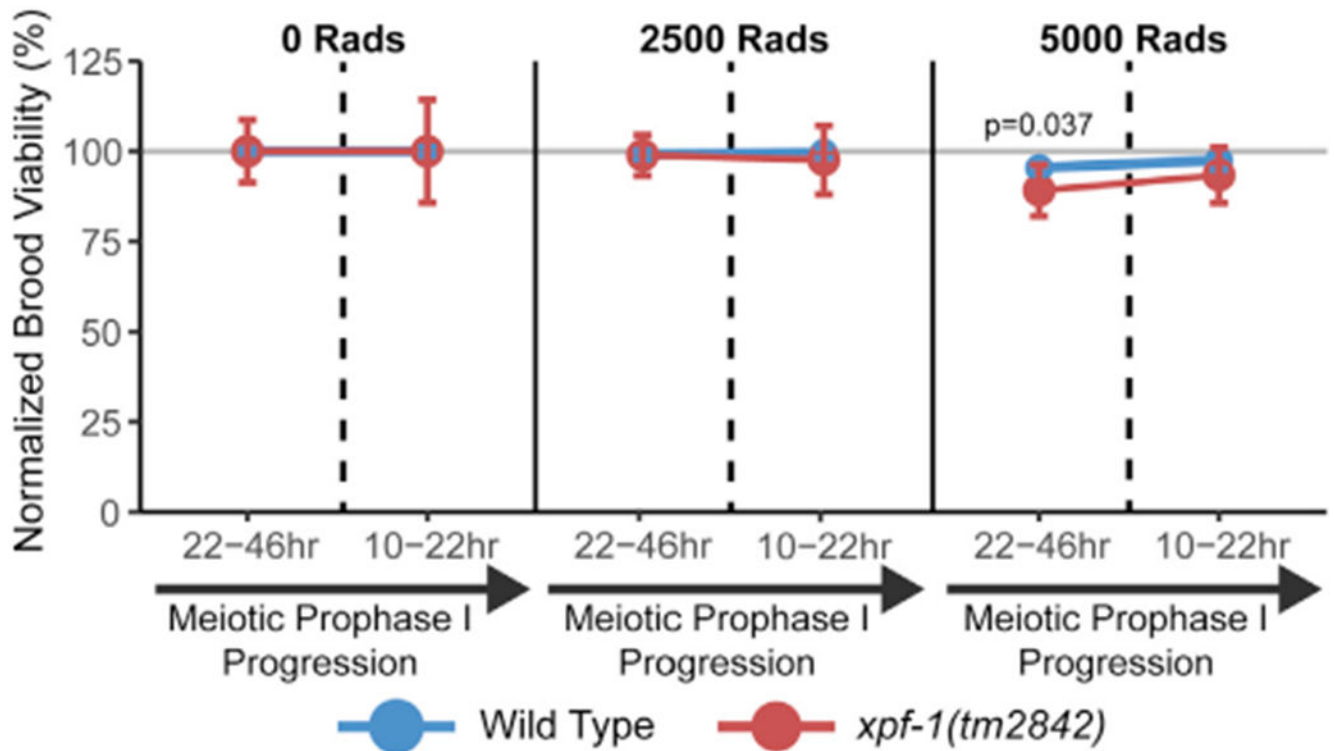 Normalized Brood Viability (%)
0 Rads 2500 Rads 5000 Rads
125
100
75
50
25
0
p=0.037
22−46hr 10−22hr 22−46hr 10−22hr 22−46hr 10−22hr
Meiotic Prophase I Meiotic Prophase I Meiotic Prophase I
Progression Progression Progression
Wild Type xpf-1(tm2842)